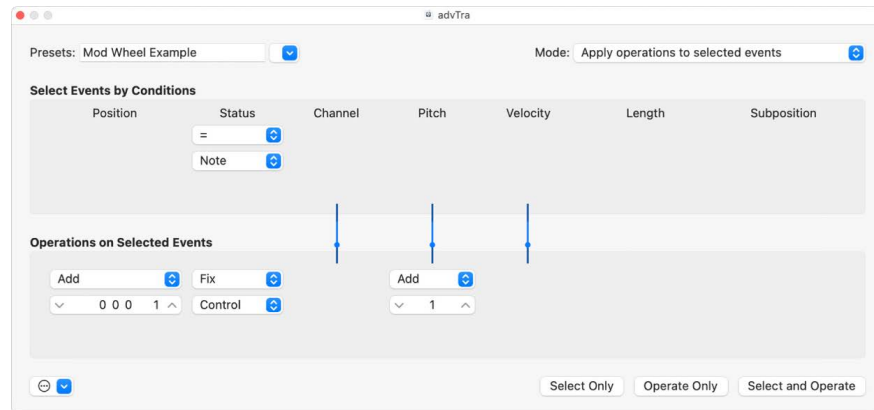 advTra
Presets: Mod Wheel Example
Mode: Apply operations to selected events
Select Events by Conditions
Position Status Channel Pitch Velocity Length Subposition
=
Note
Operations on Selected Events
Add Fix Add
0 0 0 1 Control 1
Select Only Operate Only Select and Operate